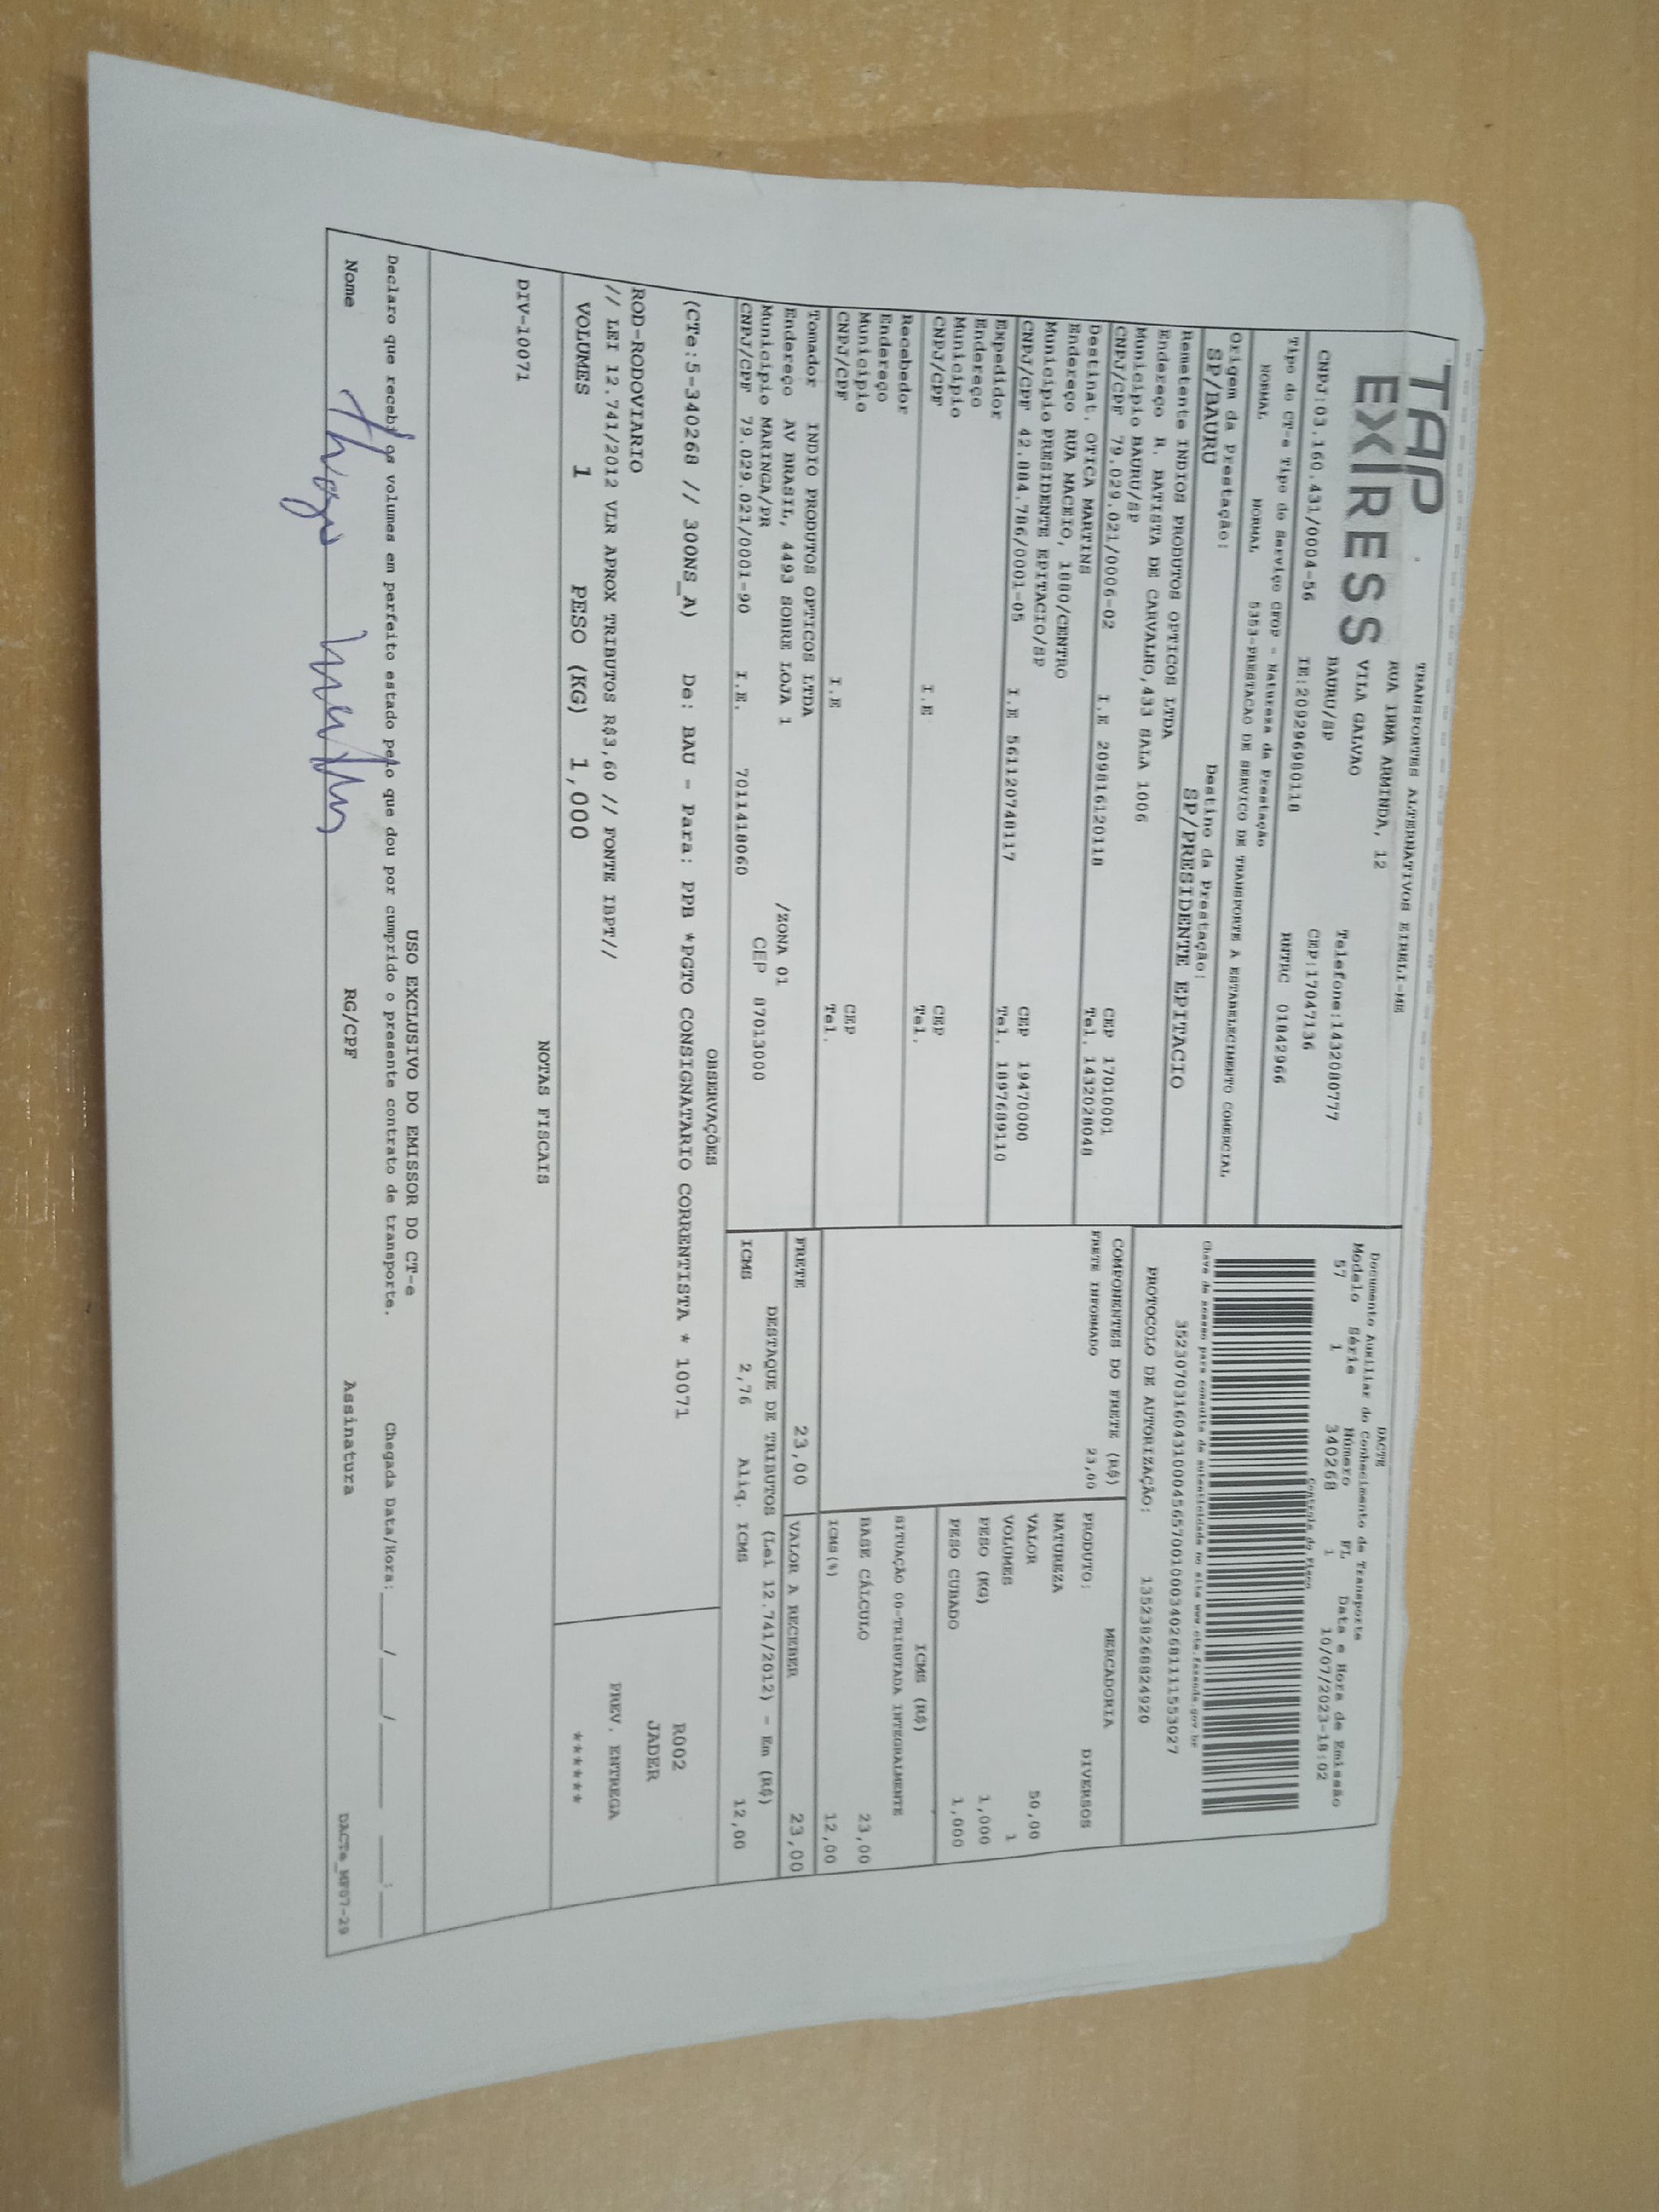 TAP
EXPRESS
TRANSPORTES ALTERNATIVOS EIRELI-ME
RUA IRMA ARMINDA, 12
VILA GALVAO Telefone:1432080777
BAURU/SP CEP:17047136
CNPJ:03.160.431/0004-56 IE:209296980118 RNTRC 01842966
Tipo do CT-e Tipo do Serviço CFOP - Natureza da Prestação
NORMAL NORMAL 5353-PRESTACAO DE SERVICO DE TRANSPORTE A ESTABELECIMENTO COMERCIAL
Origem da Prestação: Destino da Prestação:
SP/BAURU SP/PRESIDENTE EPITACIO
Remetente INDIOS PRODUTOS OPTICOS LTDA
Endereço R. BATISTA DE CARVALHO,433 SALA 1006
Município BAURU/SP CEP 17010001
CNPJ/CPF 79.029.021/0006-02 I.E 209816120118 Tel. 1432028048
Destinat. OTICA MARTINS
Endereço RUA MACEIO, 1880/CENTRO
Município PRESIDENTE EPITACIO/SP CEP 19470000
CNPJ/CPF 42.884.786/0001-05 I.E 561120748117 Tel. 1897689110
Expedidor
Endereço
Município CEP
CNPJ/CPF I.E Tel.
Recebedor
Endereço
Município CEP
CNPJ/CPF I.E Tel.
Tomador INDIO PRODUTOS OPTICOS LTDA
Endereço AV BRASIL, 4493 SOBRE LOJA 1 /ZONA 01
Município MARINGA/PR CEP 87013000
CNPJ/CPF 79.029.021/0001-90 I.E. 7011418060
DACTE
Documento Auxiliar do Conhecimento de Transporte
Modelo Série Número FL Data e Hora de Emissão
57 1 340268 1 10/07/2023-18:02
Controle do Fisco
Chave de acesso para consulta de autenticidade no site www.cte.fazenda.gov.br
35230703160431000456570010003402681111553027
PROTOCOLO DE AUTORIZAÇÃO: 135238268824920
COMPONENTES DO FRETE (R$)
FRETE INFORMADO 23,00
MERCADORIA
PRODUTO: DIVERSOS
NATUREZA
VALOR 50,00
VOLUMES 1
PESO (KG) 1,000
PESO CUBADO 1,000
ICMS (R$)
SITUAÇÃO 00-TRIBUTADA INTEGRALMENTE
BASE CÁLCULO 23,00
ICMS(%) 12,00
FRETE 23,00 VALOR A RECEBER 23,00
DESTAQUE DE TRIBUTOS (Lei 12.741/2012) - Em (R$)
ICMS 2,76 Aliq. ICMS 12,00
OBSERVAÇÕES
(CTe:5-340268 // 300NS_A) De: BAU - Para: PPB *PGTO CONSIGNATARIO CORRENTISTA * 10071
R002
JADER
ROD-RODOVIARIO
// LEI 12.741/2012 VLR APROX TRIBUTOS R$3,60 // FONTE IBPT//
PREV. ENTREGA
******
VOLUMES 1 PESO (KG) 1,000
NOTAS FISCAIS
DIV-10071
USO EXCLUSIVO DO EMISSOR DO CT-e
Declaro que recebi os volumes em perfeito estado pelo que dou por cumprido o presente contrato de transporte. Chegada Data/Hora:___/___/____ ___:___
Nome RG/CPF Assinatura DACTe_MP07-29